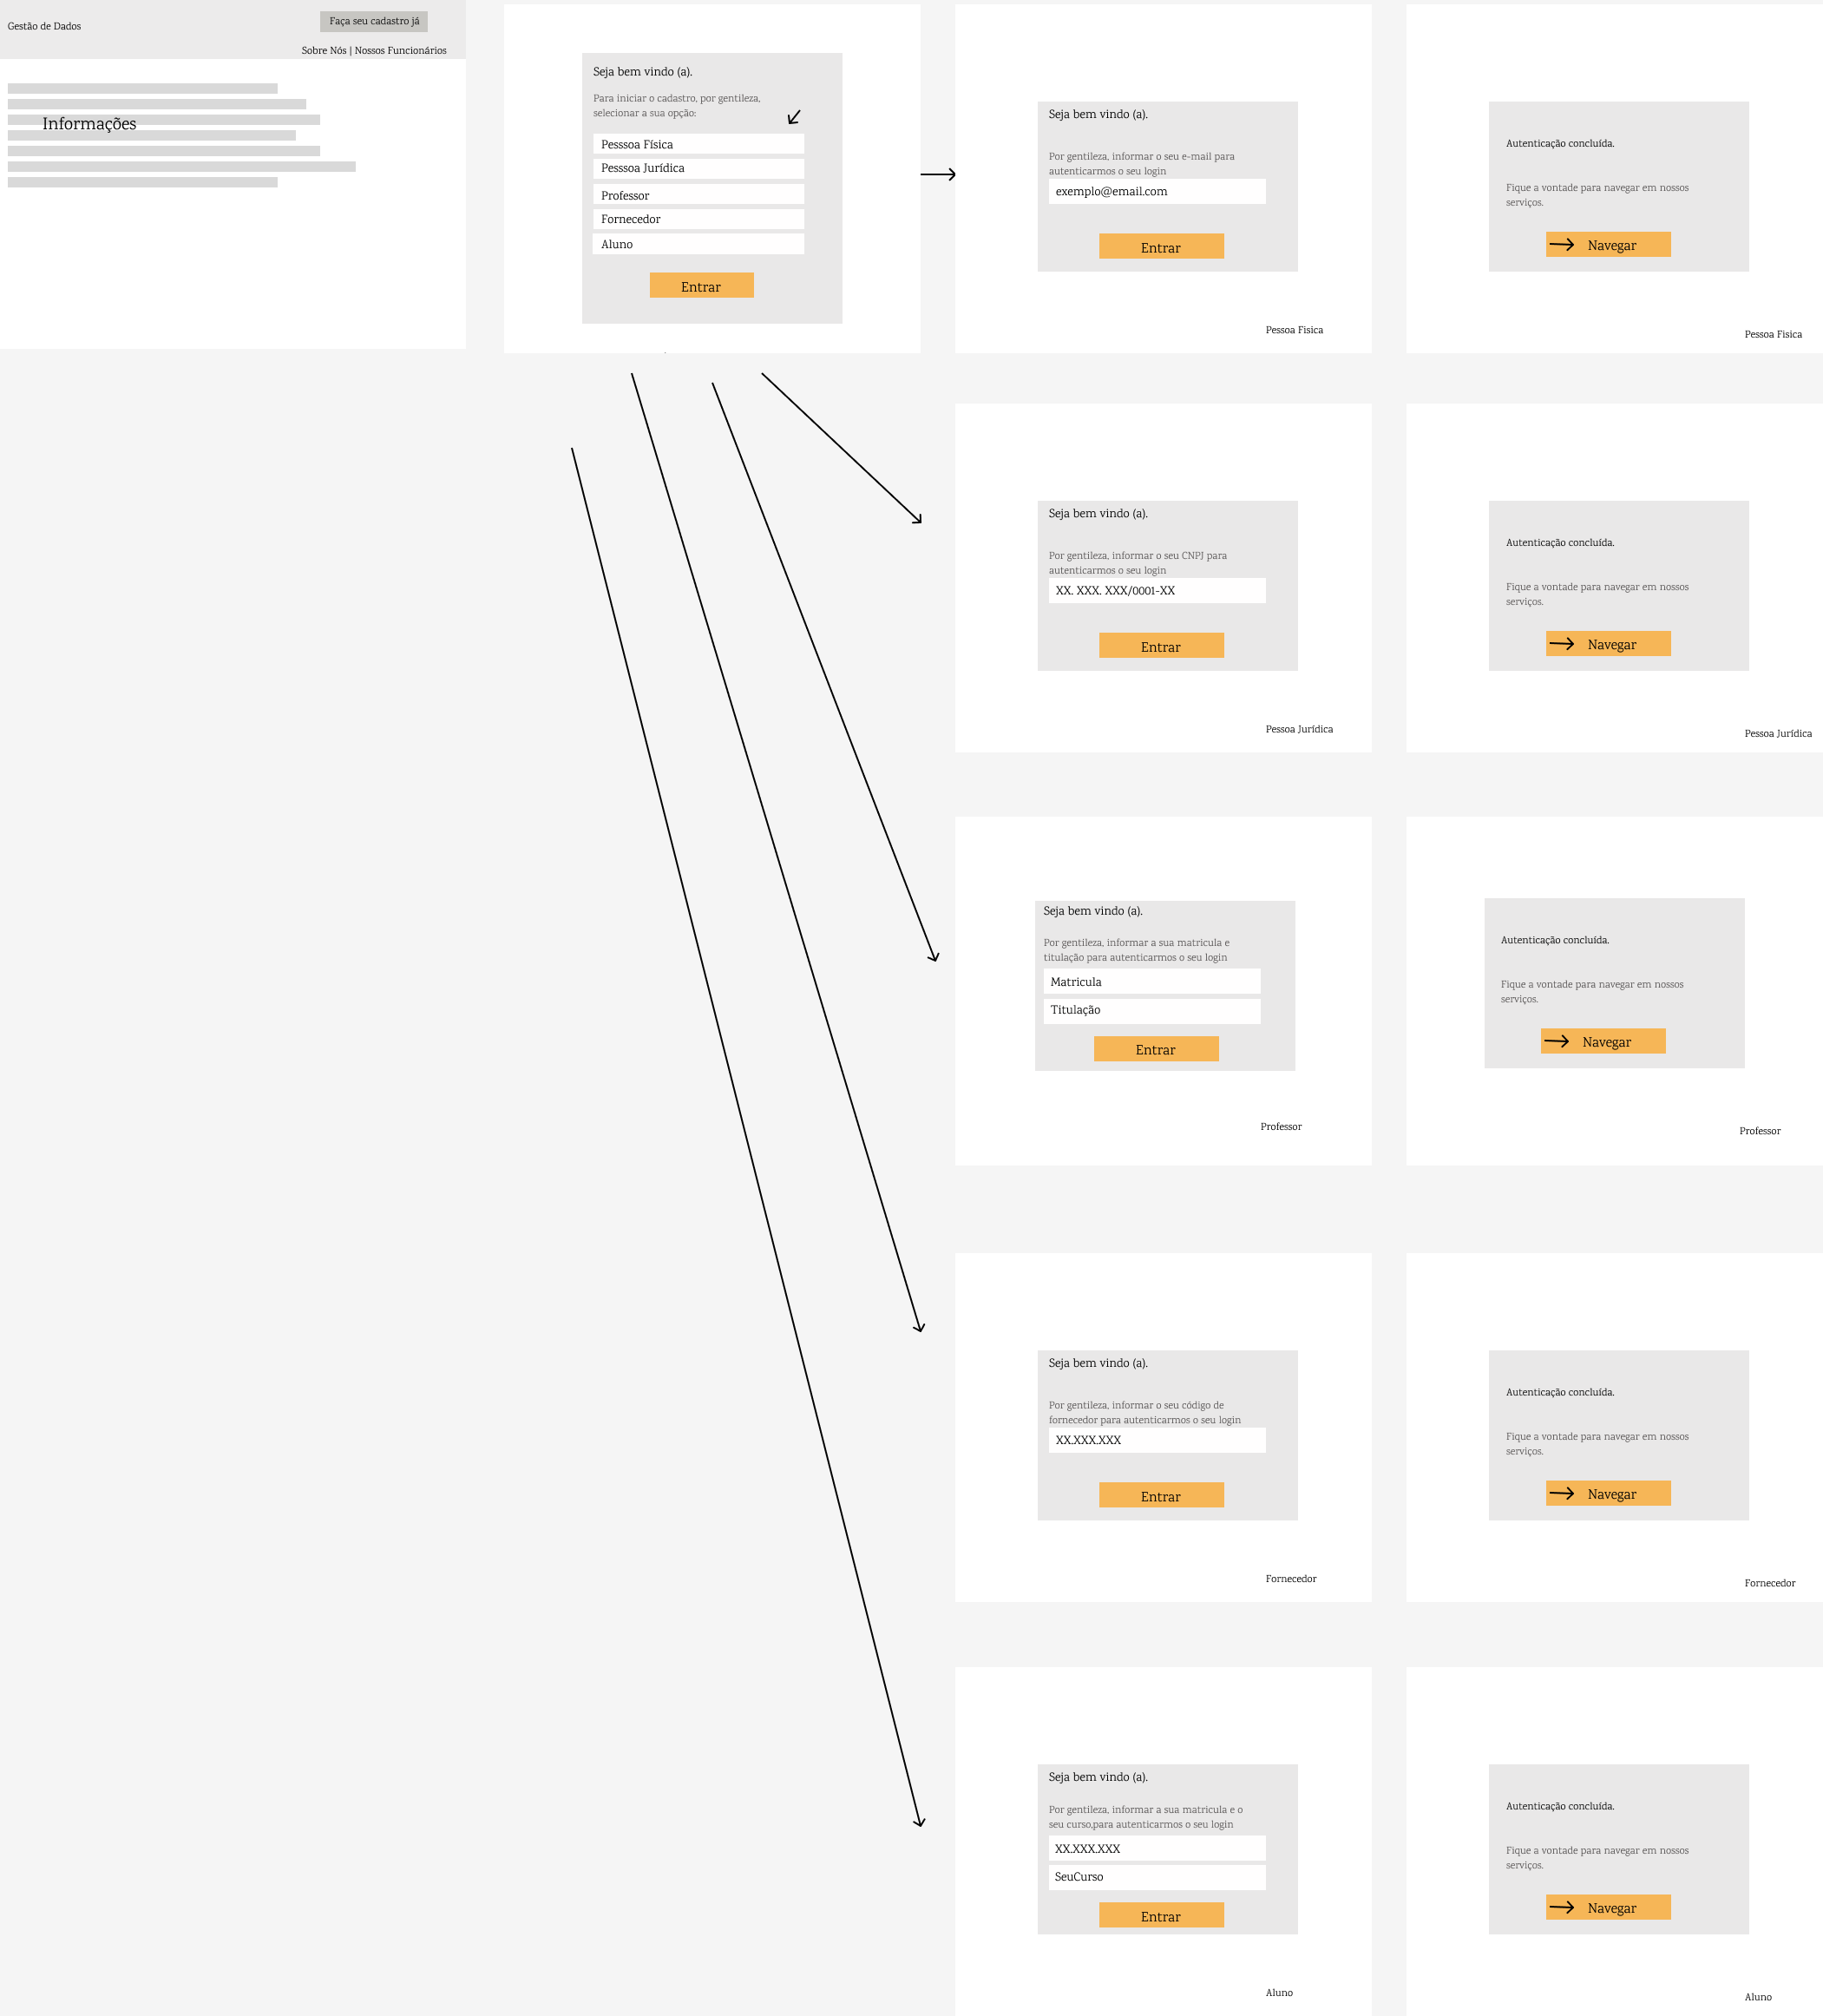 Gestão de Dados
Faça seu cadastro já
Sobre Nós | Nossos Funcionários
Informações
Seja bem vindo (a).
Para iniciar o cadastro, por gentileza,
selecionar a sua opção:
Pesssoa Física
Pesssoa Jurídica
Professor
Fornecedor
Aluno
Entrar
Seja bem vindo (a).
Por gentileza, informar o seu e-mail para
autenticarmos o seu login
exemplo@email.com
Entrar
Pessoa Fisica
Autenticação concluída.
Fique a vontade para navegar em nossos
serviços.
Navegar
Pessoa Fisica
Seja bem vindo (a).
Por gentileza, informar o seu CNPJ para
autenticarmos o seu login
XX. XXX. XXX/0001-XX
Entrar
Pessoa Jurídica
Autenticação concluída.
Fique a vontade para navegar em nossos
serviços.
Navegar
Pessoa Jurídica
Seja bem vindo (a).
Por gentileza, informar a sua matricula e
titulação para autenticarmos o seu login
Matricula
Titulação
Entrar
Professor
Autenticação concluída.
Fique a vontade para navegar em nossos
serviços.
Navegar
Professor
Seja bem vindo (a).
Por gentileza, informar o seu código de
fornecedor para autenticarmos o seu login
XX.XXX.XXX
Entrar
Fornecedor
Autenticação concluída.
Fique a vontade para navegar em nossos
serviços.
Navegar
Fornecedor
Seja bem vindo (a).
Por gentileza, informar a sua matricula e o
seu curso,para autenticarmos o seu login
XX.XXX.XXX
SeuCurso
Entrar
Aluno
Autenticação concluída.
Fique a vontade para navegar em nossos
serviços.
Navegar
Aluno